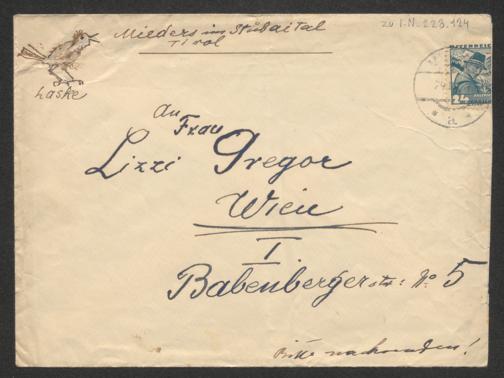 Mieders im Stubaital
Tirol
zu I.N. 223.124
Laske
ÖSTERREICH
24
a
An
Frau
Lizzi Gregor
Wien
I.
Babenbergerstr: No 5
Bitte nachsenden!